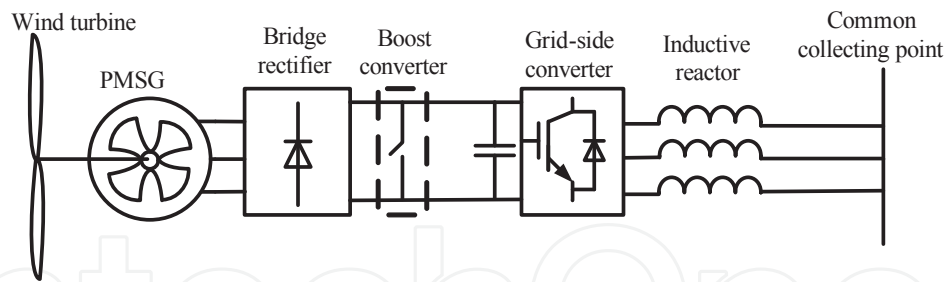 Wind turbine
PMSG
Bridge
rectifier
Boost
converter
Grid-side
converter
Inductive
reactor
Common
collecting point